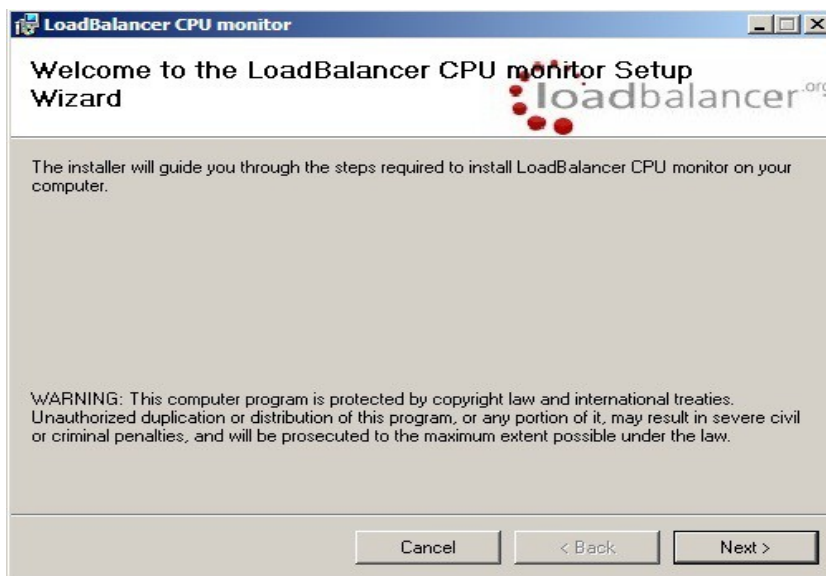 LoadBalancer CPU monitor
Welcome to the LoadBalancer CPU monitor Setup
Wizard
loadbalancer.org
The installer will guide you through the steps required to install LoadBalancer CPU monitor on your
computer.
WARNING: This computer program is protected by copyright law and international treaties.
Unauthorized duplication or distribution of this program, or any portion of it, may result in severe civil
or criminal penalties, and will be prosecuted to the maximum extent possible under the law.
Cancel
< Back
Next >